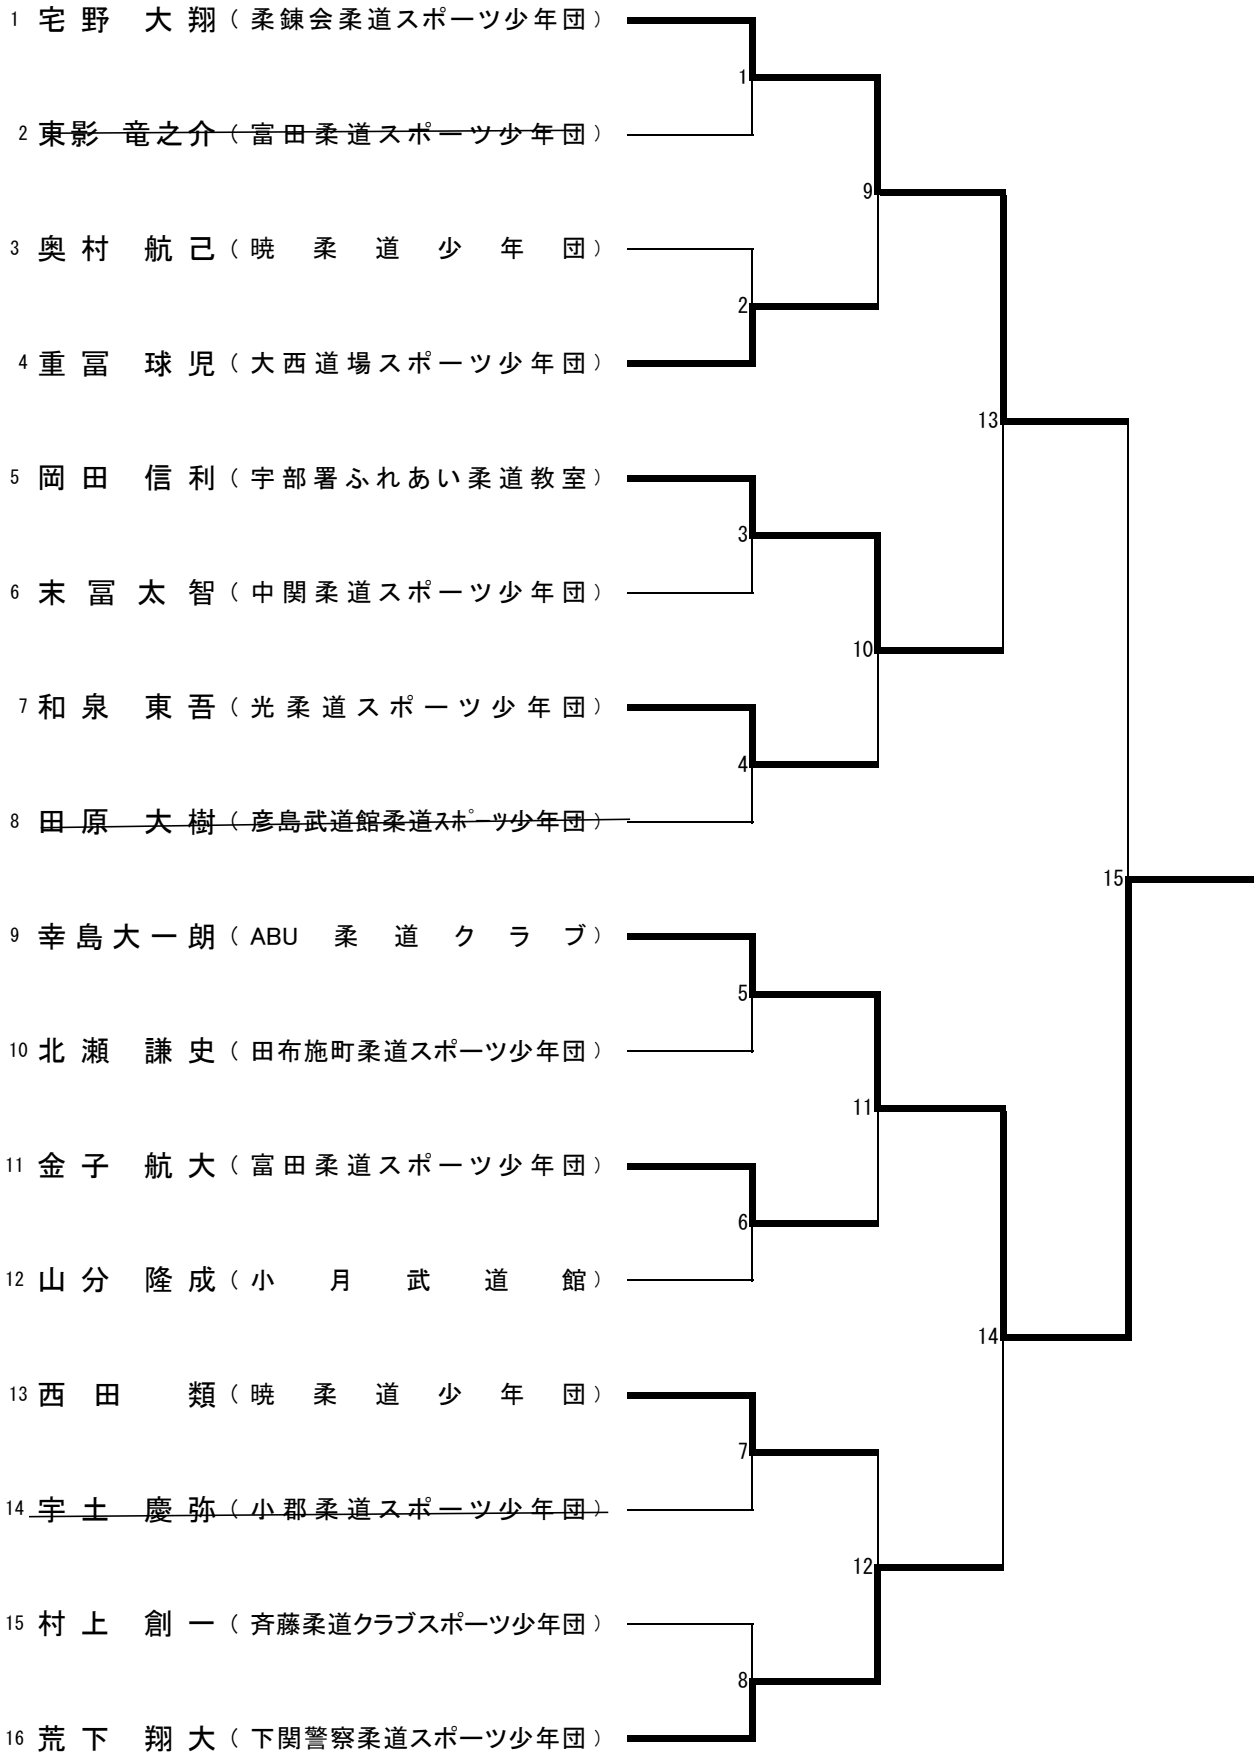 1 宅野 大翔（柔錬会柔道スポーツ少年団）
1
2 東影 竜之介（富田柔道スポーツ少年団）
9
3 奥村 航己（暁柔道少年団）
2
4 重冨 球児（大西道場スポーツ少年団）
13
5 岡田 信利（宇部署ふれあい柔道教室）
3
6 末冨太智（中関柔道スポーツ少年団）
10
7 和泉 東吾（光柔道スポーツ少年団）
4
8 田原 大樹（彦島武道館柔道ｽﾎﾟｰﾂ少年団）
15
9 幸島大一朗（ABU柔道クラブ）
5
10 北瀬 謙史（田布施町柔道スポーツ少年団）
11
11 金子 航大（富田柔道スポーツ少年団）
6
12 山分 隆成（小月武道館）
14
13 西田 類（暁柔道少年団）
7
14 宇土 慶弥（小郡柔道スポーツ少年団）
12
15 村上 創一（斉藤柔道クラブスポーツ少年団）
8
16 荒下 翔大（下関警察柔道スポーツ少年団）